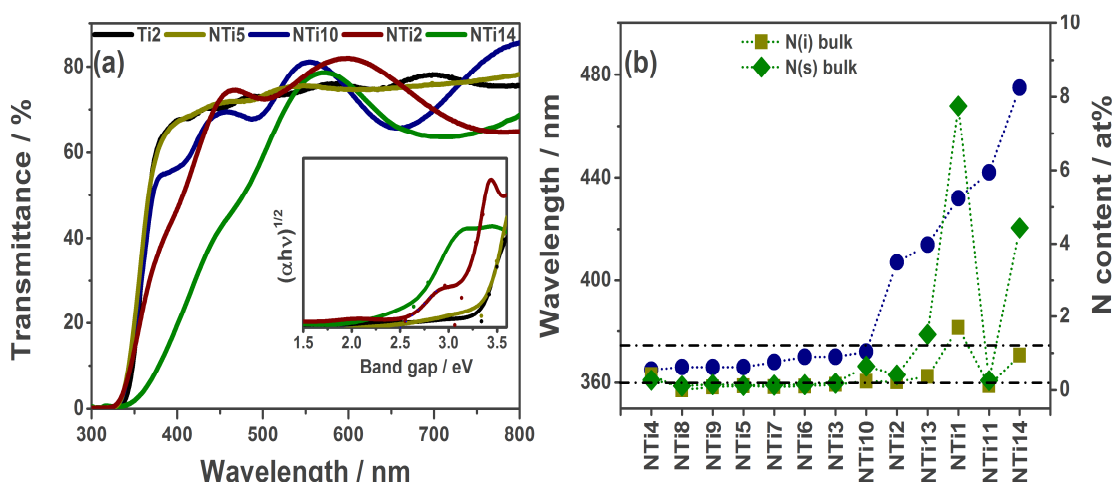 Ti2 NTi5 NTi10 NTi2 NTi14
(a)
Transmittance / %
80
60
40
20
0
300 400 500 600 700 800
Wavelength / nm
(αhν)1/2
1.5 2.0 2.5 3.0 3.5
Band gap / eV
(b)
N(i) bulk
N(s) bulk
Wavelength / nm
480
440
400
360
N content / at%
10
8
6
4
2
0
NTi4 NTi8 NTi9 NTi5 NTi7 NTi6 NTi3 NTi10 NTi2 NTi13 NTi1 NTi11 NTi14